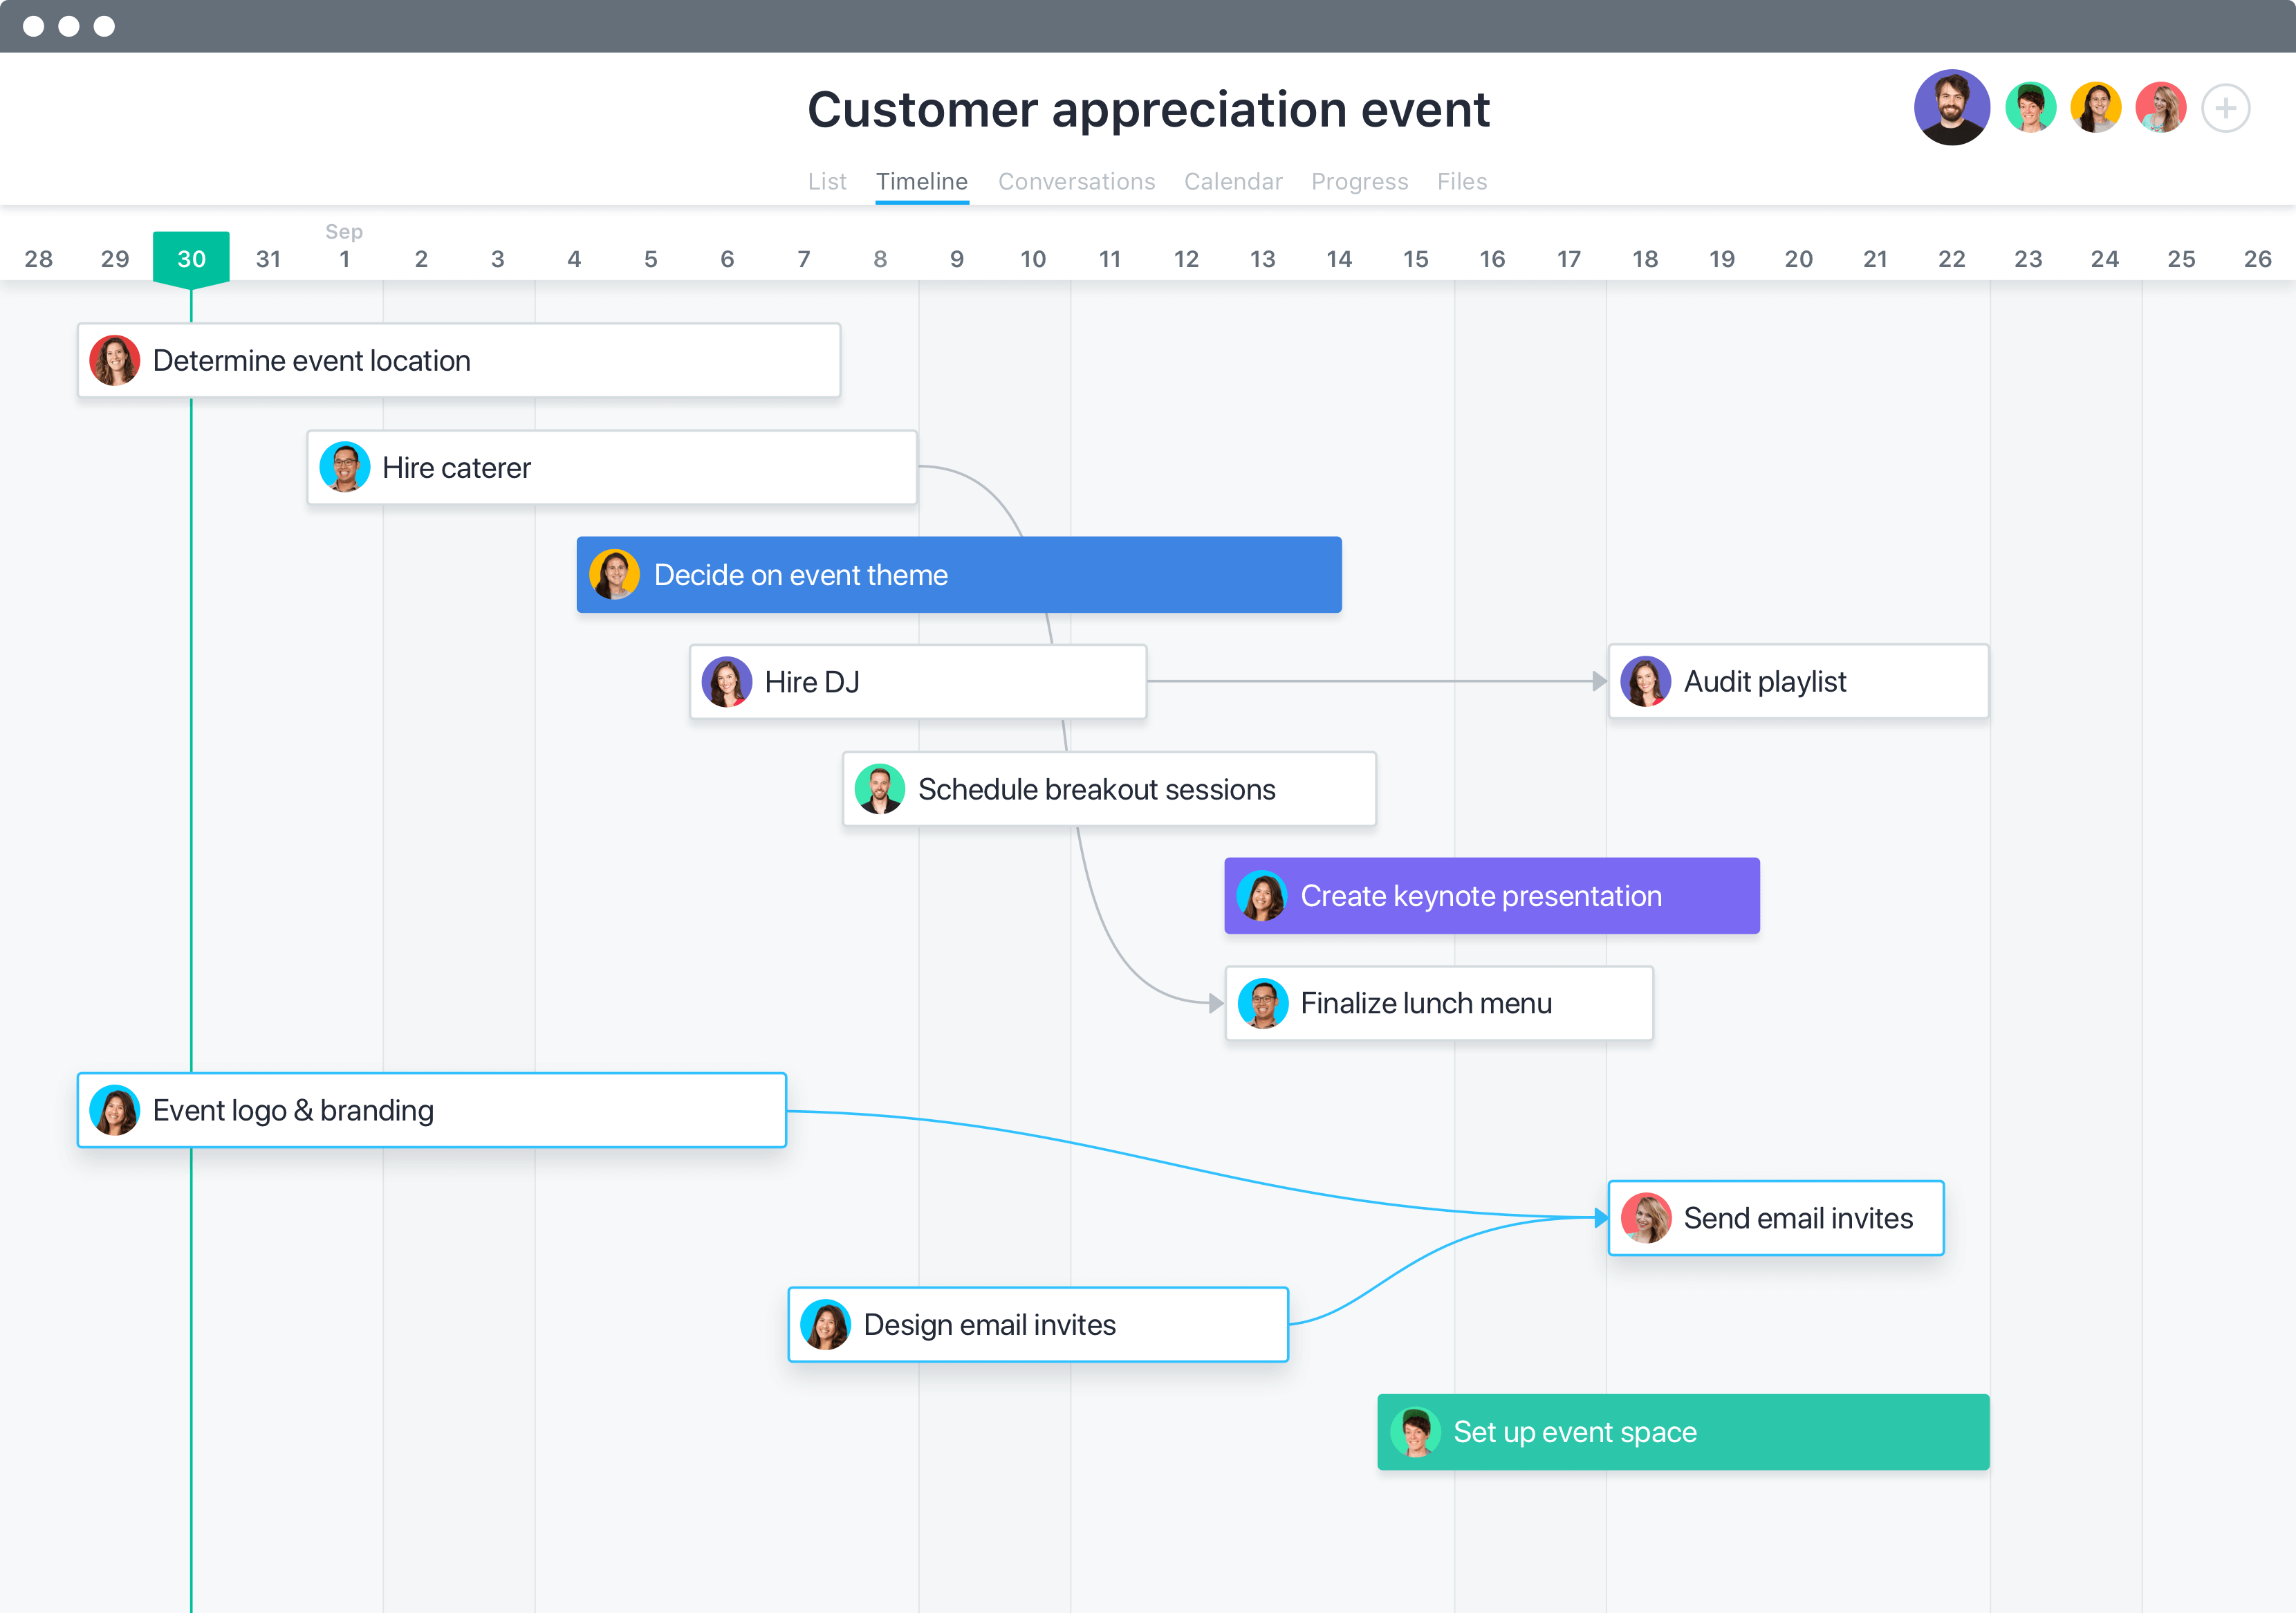 Customer appreciation event
List Timeline Conversations Calendar Progress Files
Sep
28 29 30 31 1 2 3 4 5 6 7 8 9 10 11 12 13 14 15 16 17 18 19 20 21 22 23 24 25 26
Determine event location
Hire caterer
Decide on event theme
Hire DJ
Audit playlist
Schedule breakout sessions
Create keynote presentation
Finalize lunch menu
Event logo & branding
Send email invites
Design email invites
Set up event space